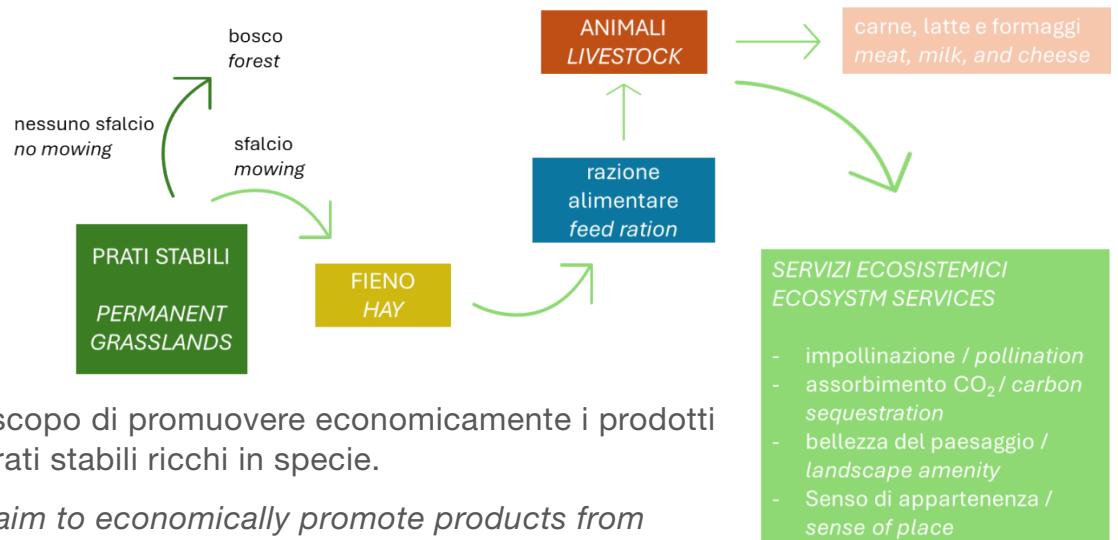 bosco
forest
nessuno sfalcio
no mowing
sfalcio
mowing
PRATI STABILI
PERMANENT
GRASSLANDS
FIENO
HAY
razione
alimentare
feed ration
ANIMALI
LIVESTOCK
carne, latte e formaggi
meat, milk, and cheese
SERVIZI ECOSISTEMICI
ECOSYSTM SERVICES
- impollinazione / pollination
- assorbimento CO₂ / carbon
sequestration
- bellezza del paesaggio /
landscape amenity
- Senso di appartenenza /
sense of place
scopo di promuovere economicamente i prodotti
rati stabili ricchi in specie.
aim to economically promote products from